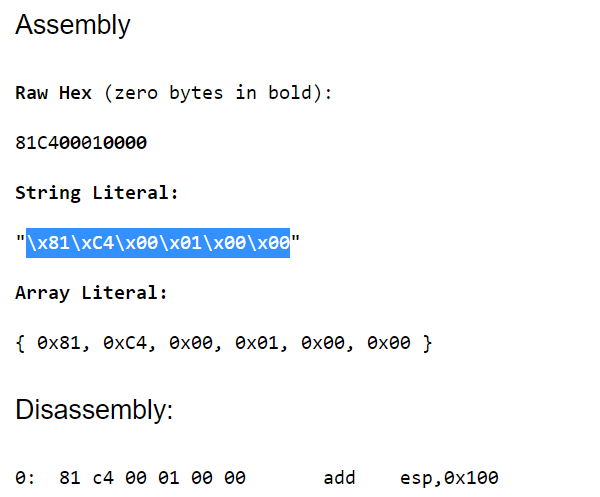 Assembly
Raw Hex (zero bytes in bold):
81C400010000
String Literal:
"\x81\xC4\x00\x01\x00\x00"
Array Literal:
{ 0x81, 0xC4, 0x00, 0x01, 0x00, 0x00 }
Disassembly:
0:  81 c4 00 01 00 00       add    esp,0x100